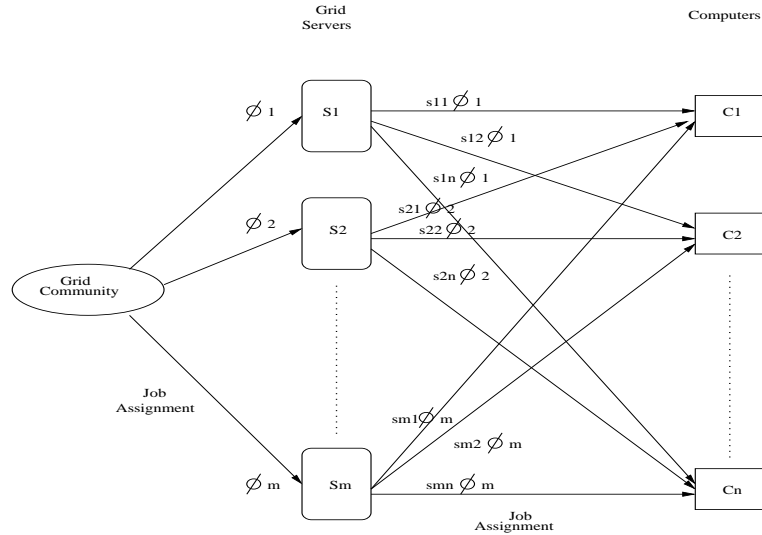 Grid
Servers
Computers
∅ 1
S1
s11 ∅ 1
C1
s12 ∅ 1
s1n ∅ 1
∅ 2
S2
s21 ∅ 2
s22 ∅ 2
C2
s2n ∅ 2
Grid
Community
Job
Assignment
sm1 ∅ m
sm2 ∅ m
∅ m
Sm
smn ∅ m
Cn
Job
Assignment